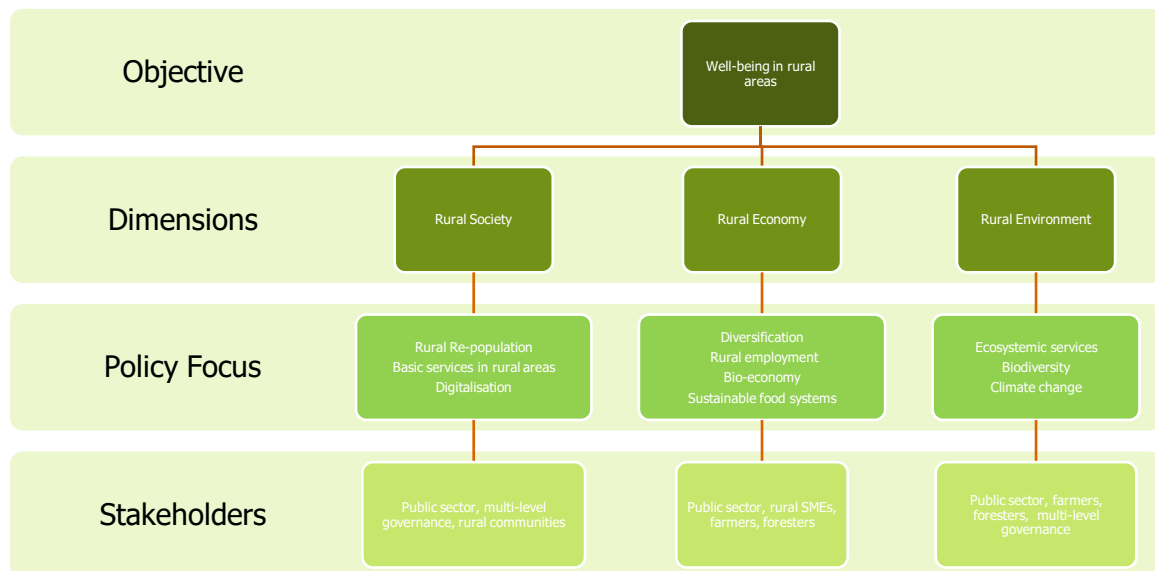 Objective
Well-being in rural
areas
Dimensions
Rural Society
Rural Economy
Rural Environment
Policy Focus
Rural Re-population
Basic services in rural areas
Digitalisation
Diversification
Rural employment
Bio-economy
Sustainable food systems
Ecosystemic services
Biodiversity
Climate change
Stakeholders
Public sector, multi-level
governance, rural communities
Public sector, rural SMEs,
farmers, foresters
Public sector, farmers,
foresters, multi-level
governance